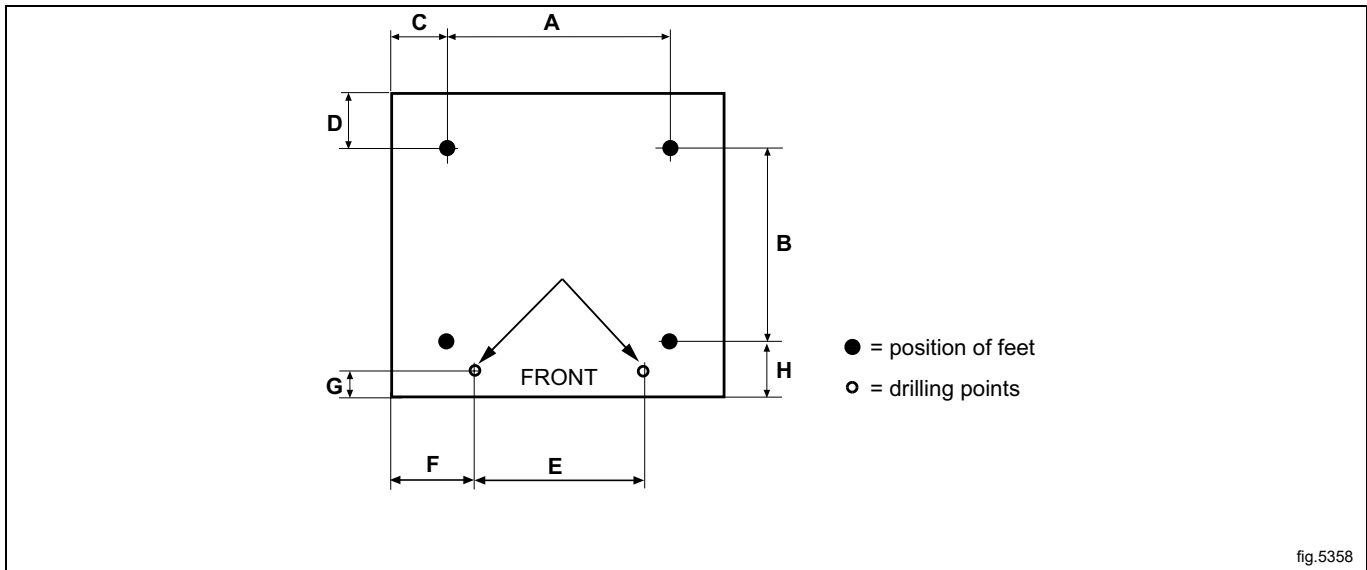 C
A
D
B
● = position of feet
H
G
FRONT
○ = drilling points
F
E
fig.5358